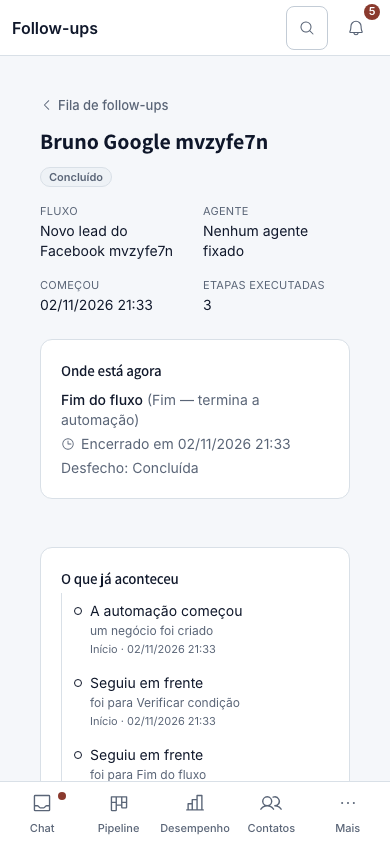 Follow-ups
5
Fila de follow-ups
Bruno Google mvzyfe7n
Concluído
FLUXO
Novo lead do
Facebook mvzyfe7n
AGENTE
Nenhum agente
fixado
COMEÇOU
02/11/2026 21:33
ETAPAS EXECUTADAS
3
Onde está agora
Fim do fluxo (Fim — termina a
automação)
Encerrado em 02/11/2026 21:33
Desfecho: Concluída
O que já aconteceu
A automação começou
um negócio foi criado
Início · 02/11/2026 21:33
Seguiu em frente
foi para Verificar condição
Início · 02/11/2026 21:33
Seguiu em frente
foi para Fim do fluxo
Chat
Pipeline
Desempenho
Contatos
Mais